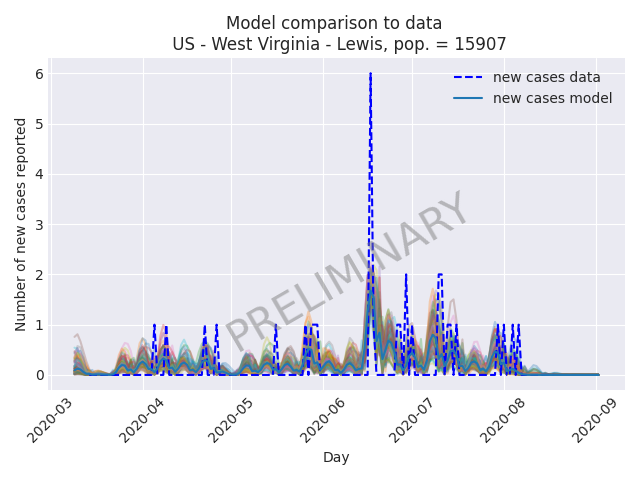 Model comparison to data
US - West Virginia - Lewis, pop. = 15907
new cases data
new cases model
Number of new cases reported
6
5
4
3
2
1
0
PRELIMINARY
2020-03
2020-04
2020-05
2020-06
2020-07
2020-08
2020-09
Day